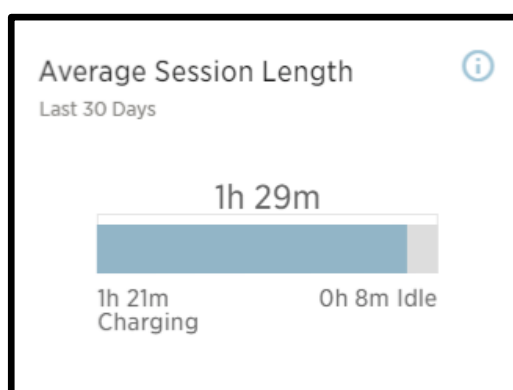 Average Session Length
Last 30 Days
1h 29m
1h 21m
Charging
0h 8m Idle